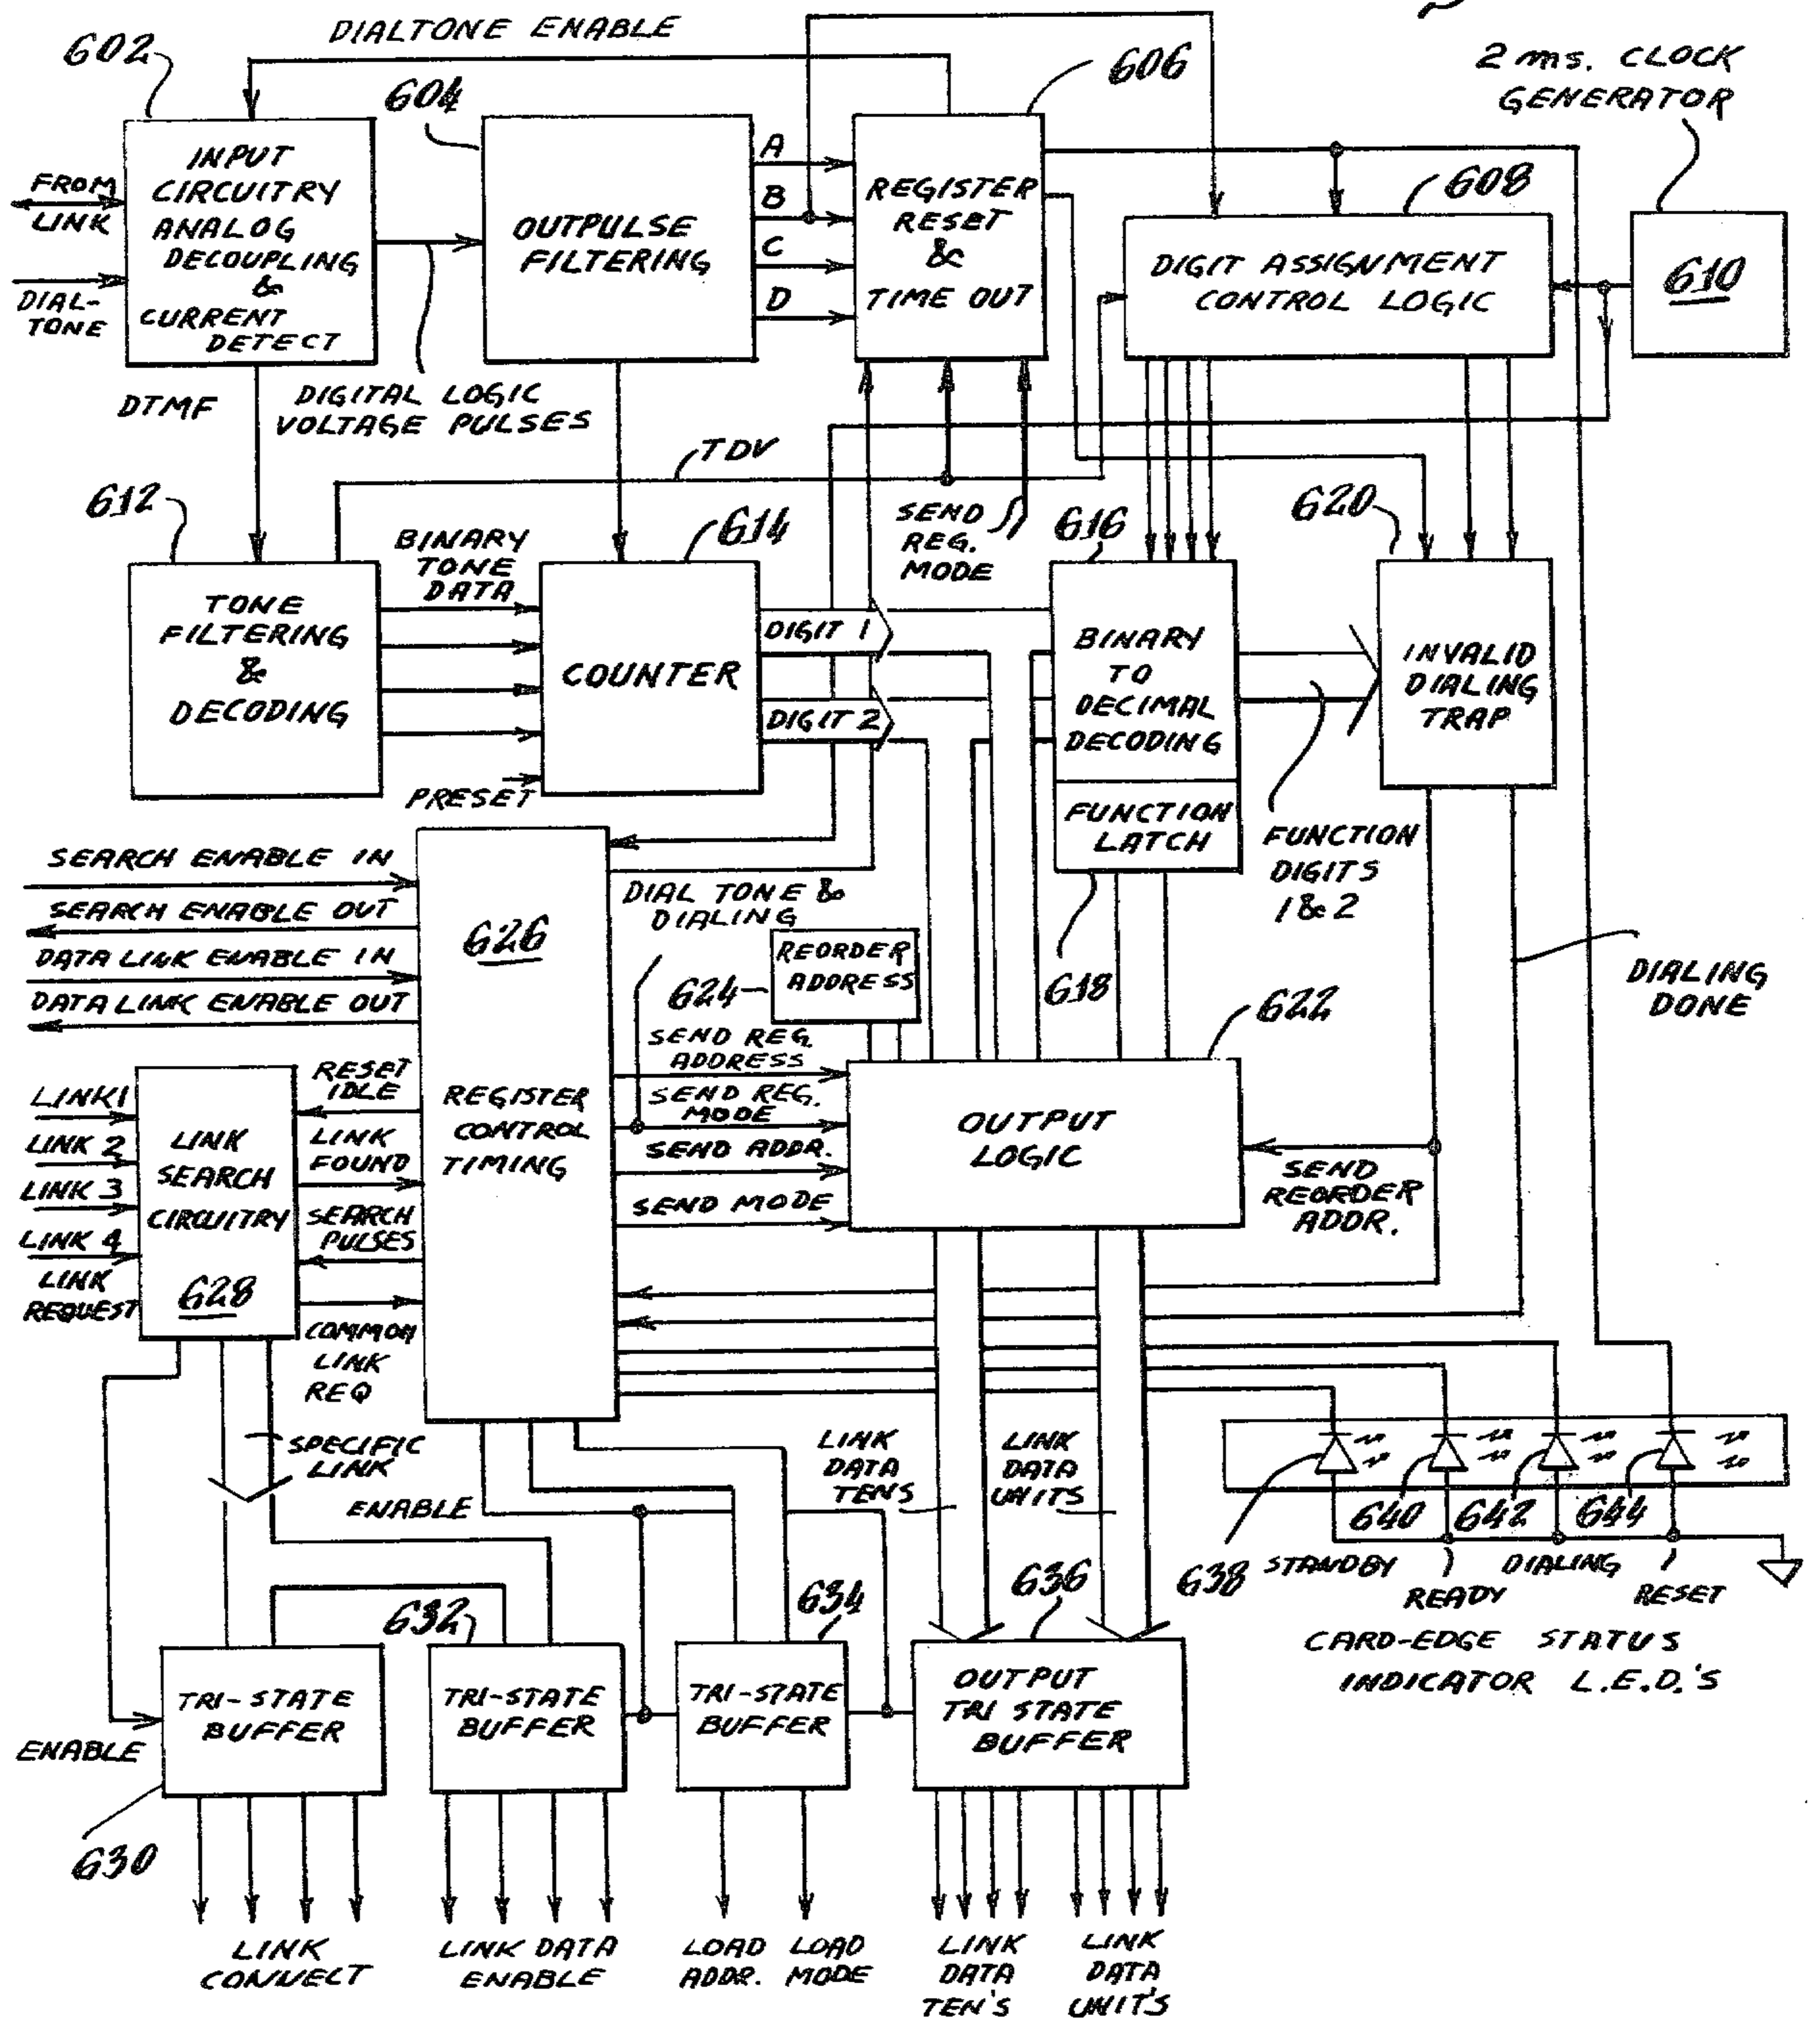 DIALTONE ENABLE
602
604
606
2 ms. CLOCK
GENERATOR
INPUT
CIRCUITRY
ANALOG
DECOUPLING
&
CURRENT
DETECT
FROM
LINK
DIAL-
TONE
OUTPULSE
FILTERING
A
B
C
D
REGISTER
RESET
&
TIME OUT
608
DIGIT ASSIGNMENT
CONTROL LOGIC
610
DTMF
DIGITAL LOGIC
VOLTAGE PULSES
TDV
612
BINARY
TONE
DATA
614
SEND
REG.
MODE
616
620
TONE
FILTERING
&
DECODING
COUNTER
PRESET
DIGIT 1
DIGIT 2
BINARY
TO
DECIMAL
DECODING
FUNCTION
LATCH
INVALID
DIALING
TRAP
FUNCTION
DIGITS
1 & 2
SEARCH ENABLE IN
SEARCH ENABLE OUT
DATA LINK ENABLE IN
DATA LINK ENABLE OUT
626
DIAL TONE &
DIALING
REORDER
ADDRESS
624
618
622
DIALING
DONE
SEND REG.
ADDRESS
SEND REG.
MODE
SEND ADDR.
SEND MODE
REGISTER
CONTROL
TIMING
OUTPUT
LOGIC
SEND
REORDER
ADDR.
LINK 1
LINK 2
LINK 3
LINK 4
LINK
REQUEST
LINK
SEARCH
CIRCUITRY
628
RESET
IDLE
LINK
FOUND
SEARCH
PULSES
COMMON
LINK
REQ
SPECIFIC
LINK
ENABLE
LINK
DATA
TENS
LINK
DATA
UNITS
638
640
642
644
STANDBY
READY
DIALING
RESET
CARD-EDGE STATUS
INDICATOR L.E.D.'S
632
634
636
TRI-STATE
BUFFER
TRI-STATE
BUFFER
TRI-STATE
BUFFER
OUTPUT
TRI STATE
BUFFER
ENABLE
630
LINK
CONNECT
LINK DATA
ENABLE
LOAD
ADDR.
LOAD
MODE
LINK
DATA
TEN'S
LINK
DATA
UNIT'S